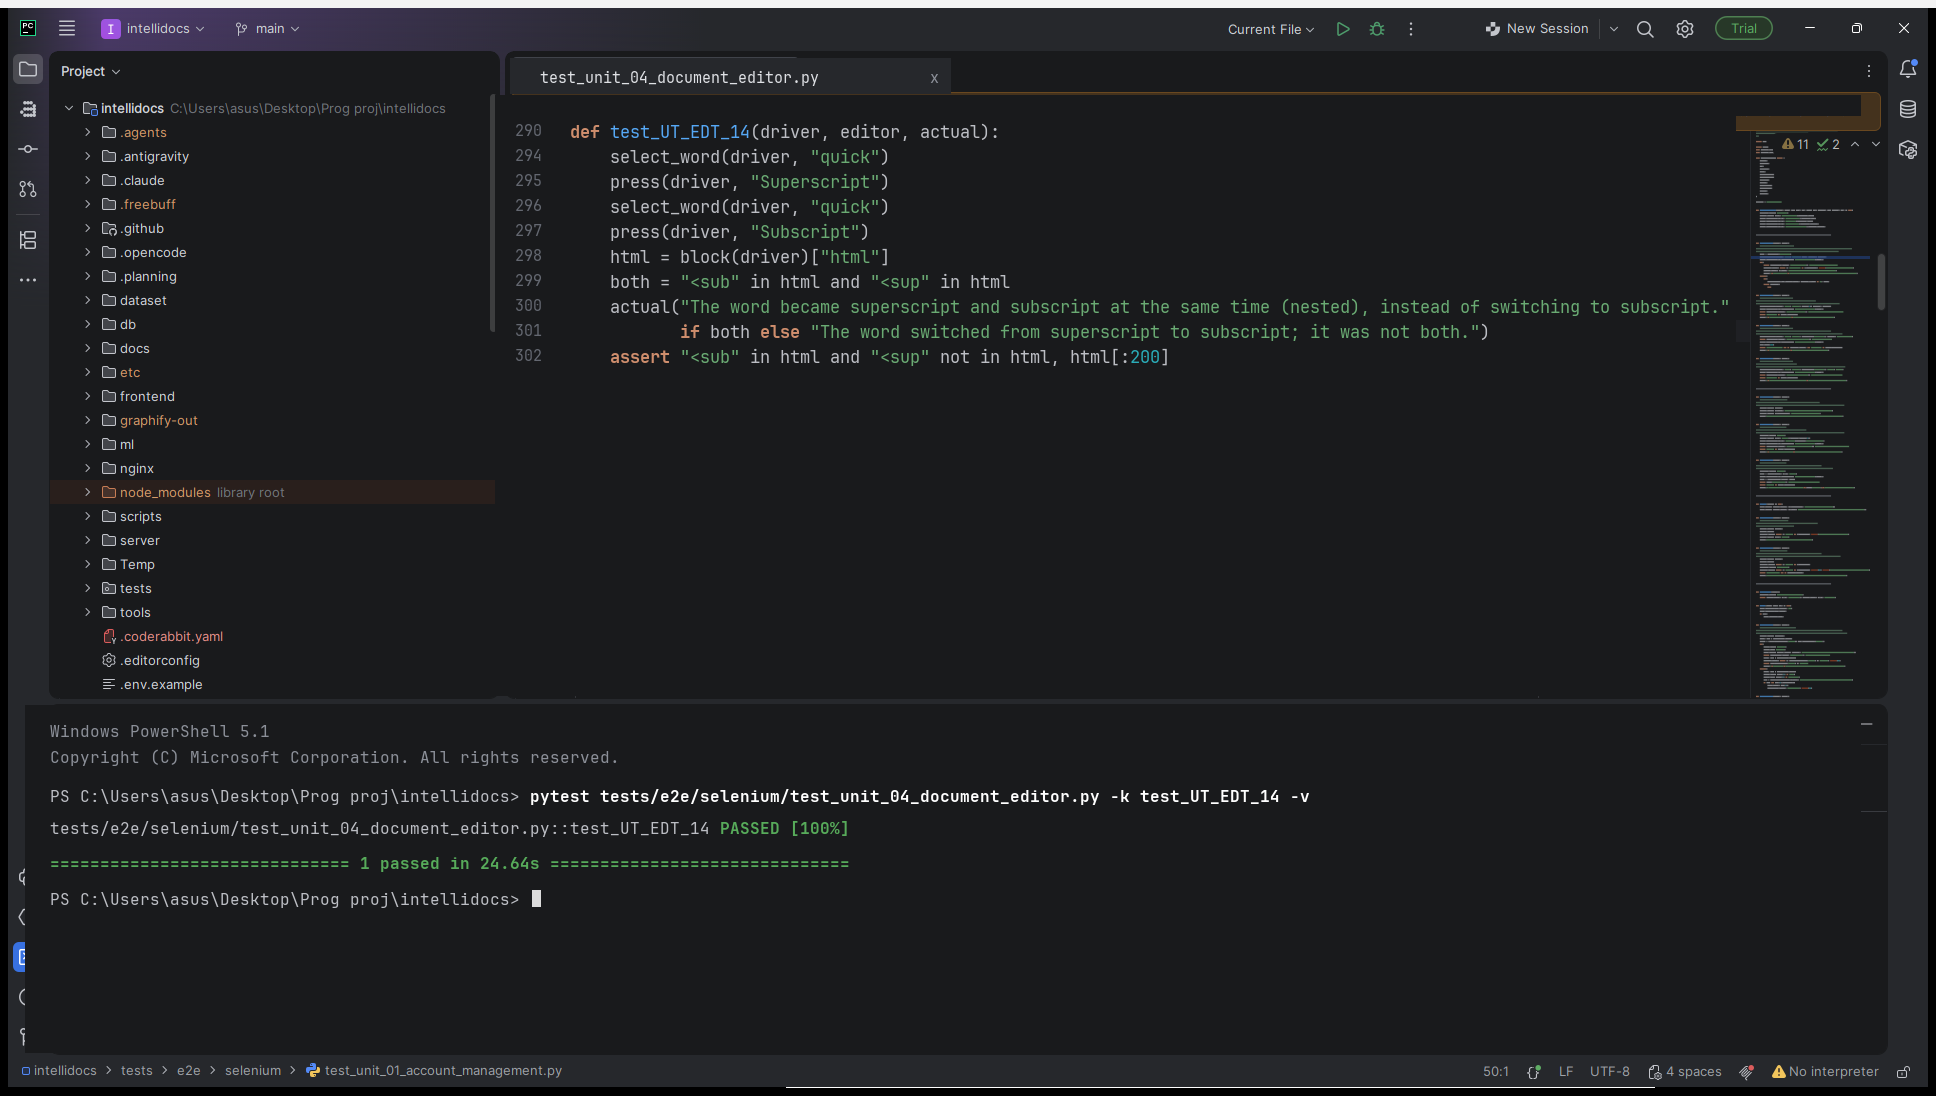 PC
I intellidocs
main
Current File
New Session
Trial
Project
test_unit_04_document_editor.py x
intellidocs C:\Users\asus\Desktop\Prog proj\intellidocs
.agents
.antigravity
.claude
.freebuff
.github
.opencode
.planning
dataset
db
docs
etc
frontend
graphify-out
ml
nginx
node_modules library root
scripts
server
Temp
tests
tools
.coderabbit.yaml
.editorconfig
.env.example
290 def test_UT_EDT_14(driver, editor, actual):
294 select_word(driver, "quick")
295 press(driver, "Superscript")
296 select_word(driver, "quick")
297 press(driver, "Subscript")
298 html = block(driver)["html"]
299 both = "<sub" in html and "<sup" in html
300 actual("The word became superscript and subscript at the same time (nested), instead of switching to subscript."
301 if both else "The word switched from superscript to subscript; it was not both.")
302 assert "<sub" in html and "<sup" not in html, html[:200]
11 2
Windows PowerShell 5.1
Copyright (C) Microsoft Corporation. All rights reserved.
PS C:\Users\asus\Desktop\Prog proj\intellidocs> pytest tests/e2e/selenium/test_unit_04_document_editor.py -k test_UT_EDT_14 -v
tests/e2e/selenium/test_unit_04_document_editor.py::test_UT_EDT_14 PASSED [100%]
============================== 1 passed in 24.64s ==============================
PS C:\Users\asus\Desktop\Prog proj\intellidocs>
intellidocs > tests > e2e > selenium > test_unit_01_account_management.py
50:1 LF UTF-8 4 spaces No interpreter